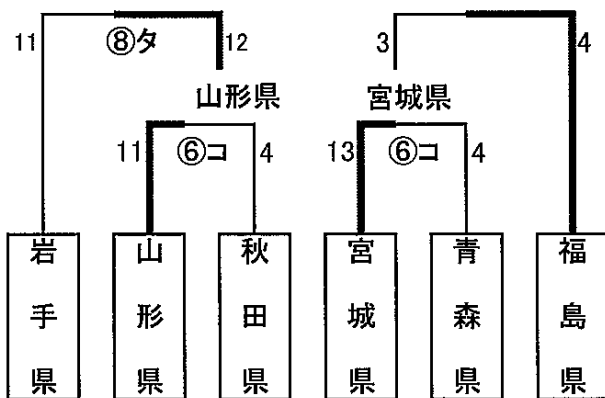 11 ⑧タ 12 3 4
山形県 宮城県
11 ⑥コ 4 13 ⑥コ 4
岩手県
山形県
秋田県
宮城県
青森県
福島県